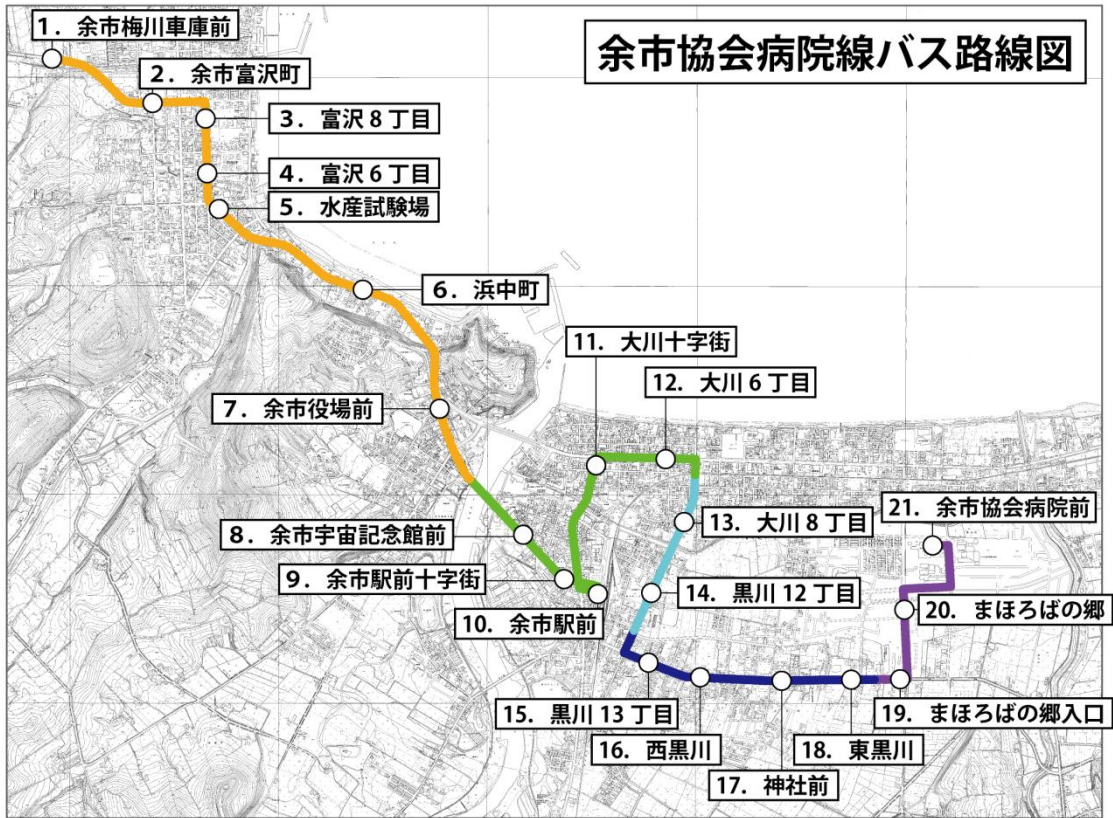 余市協会病院線バス路線図
1. 余市梅川車庫前
2. 余市富沢町
3. 富沢8丁目
4. 富沢6丁目
5. 水産試験場
6. 浜中町
7. 余市役場前
8. 余市宇宙記念館前
9. 余市駅前十字街
10. 余市駅前
11. 大川十字街
12. 大川6丁目
13. 大川8丁目
14. 黒川12丁目
15. 黒川13丁目
16. 西黒川
17. 神社前
18. 東黒川
19. まほろばの郷入口
20. まほろばの郷
21. 余市協会病院前